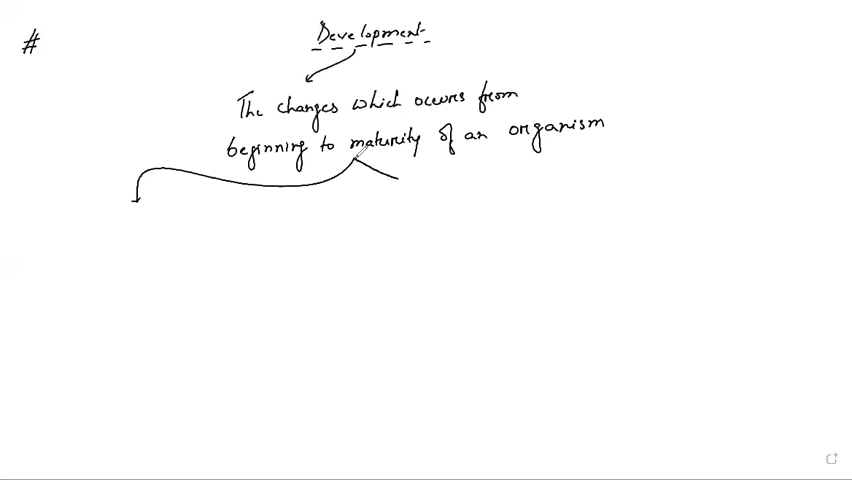 #
Development
The changes which occurs from
beginning to maturity of an organism